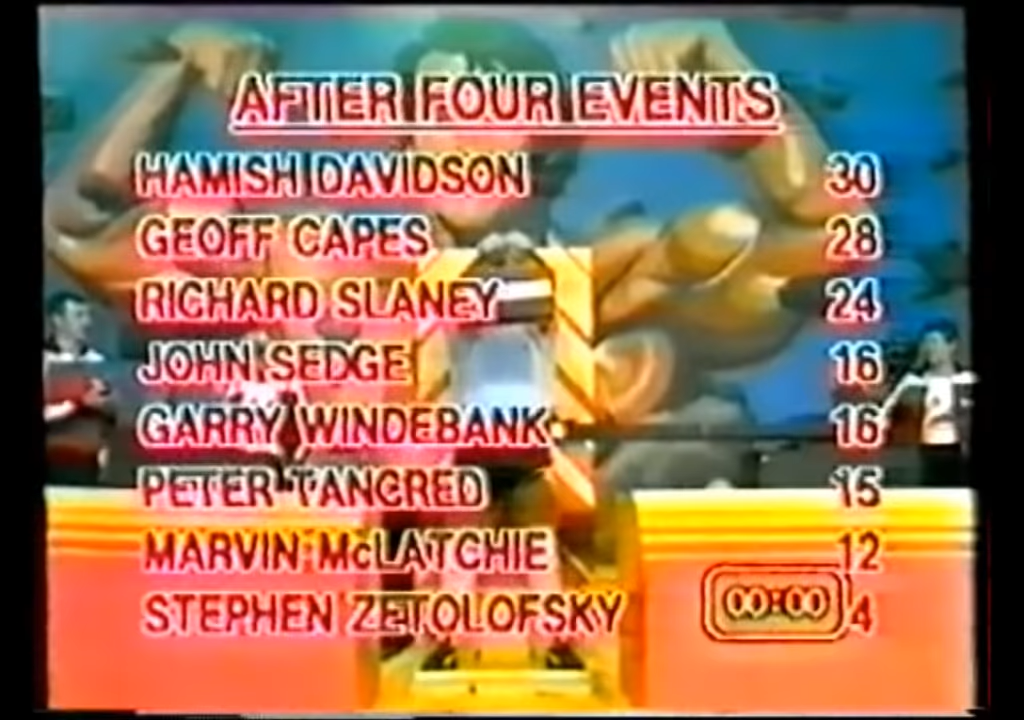 AFTER FOUR EVENTS
HAMISH DAVIDSON 30
GEOFF CAPES 28
RICHARD SLANEY 24
JOHN SEDGE 16
GARRY WINDEBANK 16
PETER TANCRED 15
MARVIN McLATCHIE 12
STEPHEN ZETOLOFSKY 4
00:00